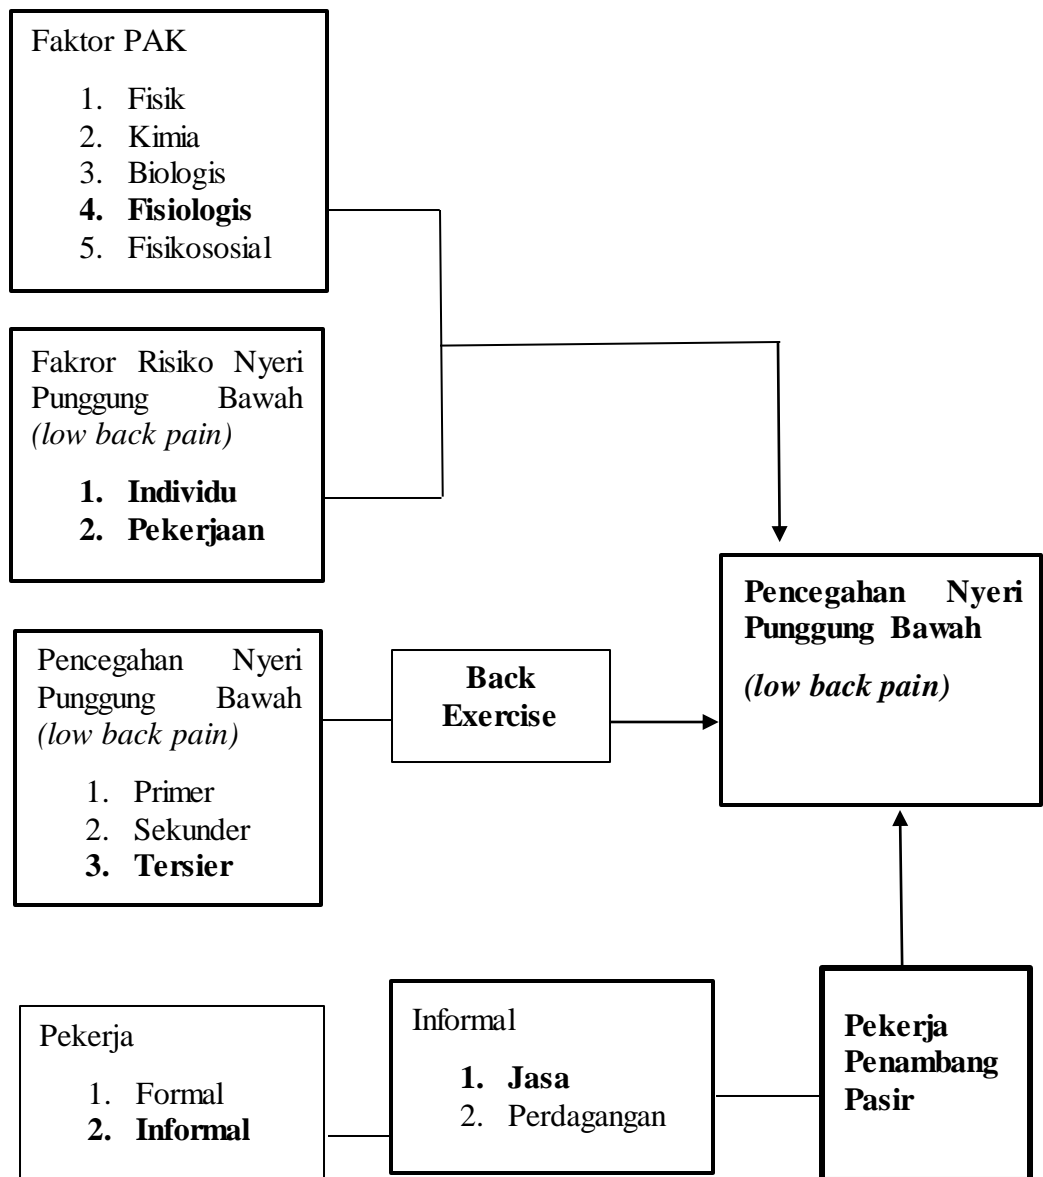 Faktor PAK
1. Fisik
2. Kimia
3. Biologis
4. Fisiologis
5. Fisikososial
Fakror Risiko Nyeri
Punggung Bawah
(low back pain)
1. Individu
2. Pekerjaan
Pencegahan Nyeri
Punggung Bawah
(low back pain)
1. Primer
2. Sekunder
3. Tersier
Back
Exercise
Pencegahan Nyeri
Punggung Bawah
(low back pain)
Pekerja
1. Formal
2. Informal
Informal
1. Jasa
2. Perdagangan
Pekerja
Penambang
Pasir